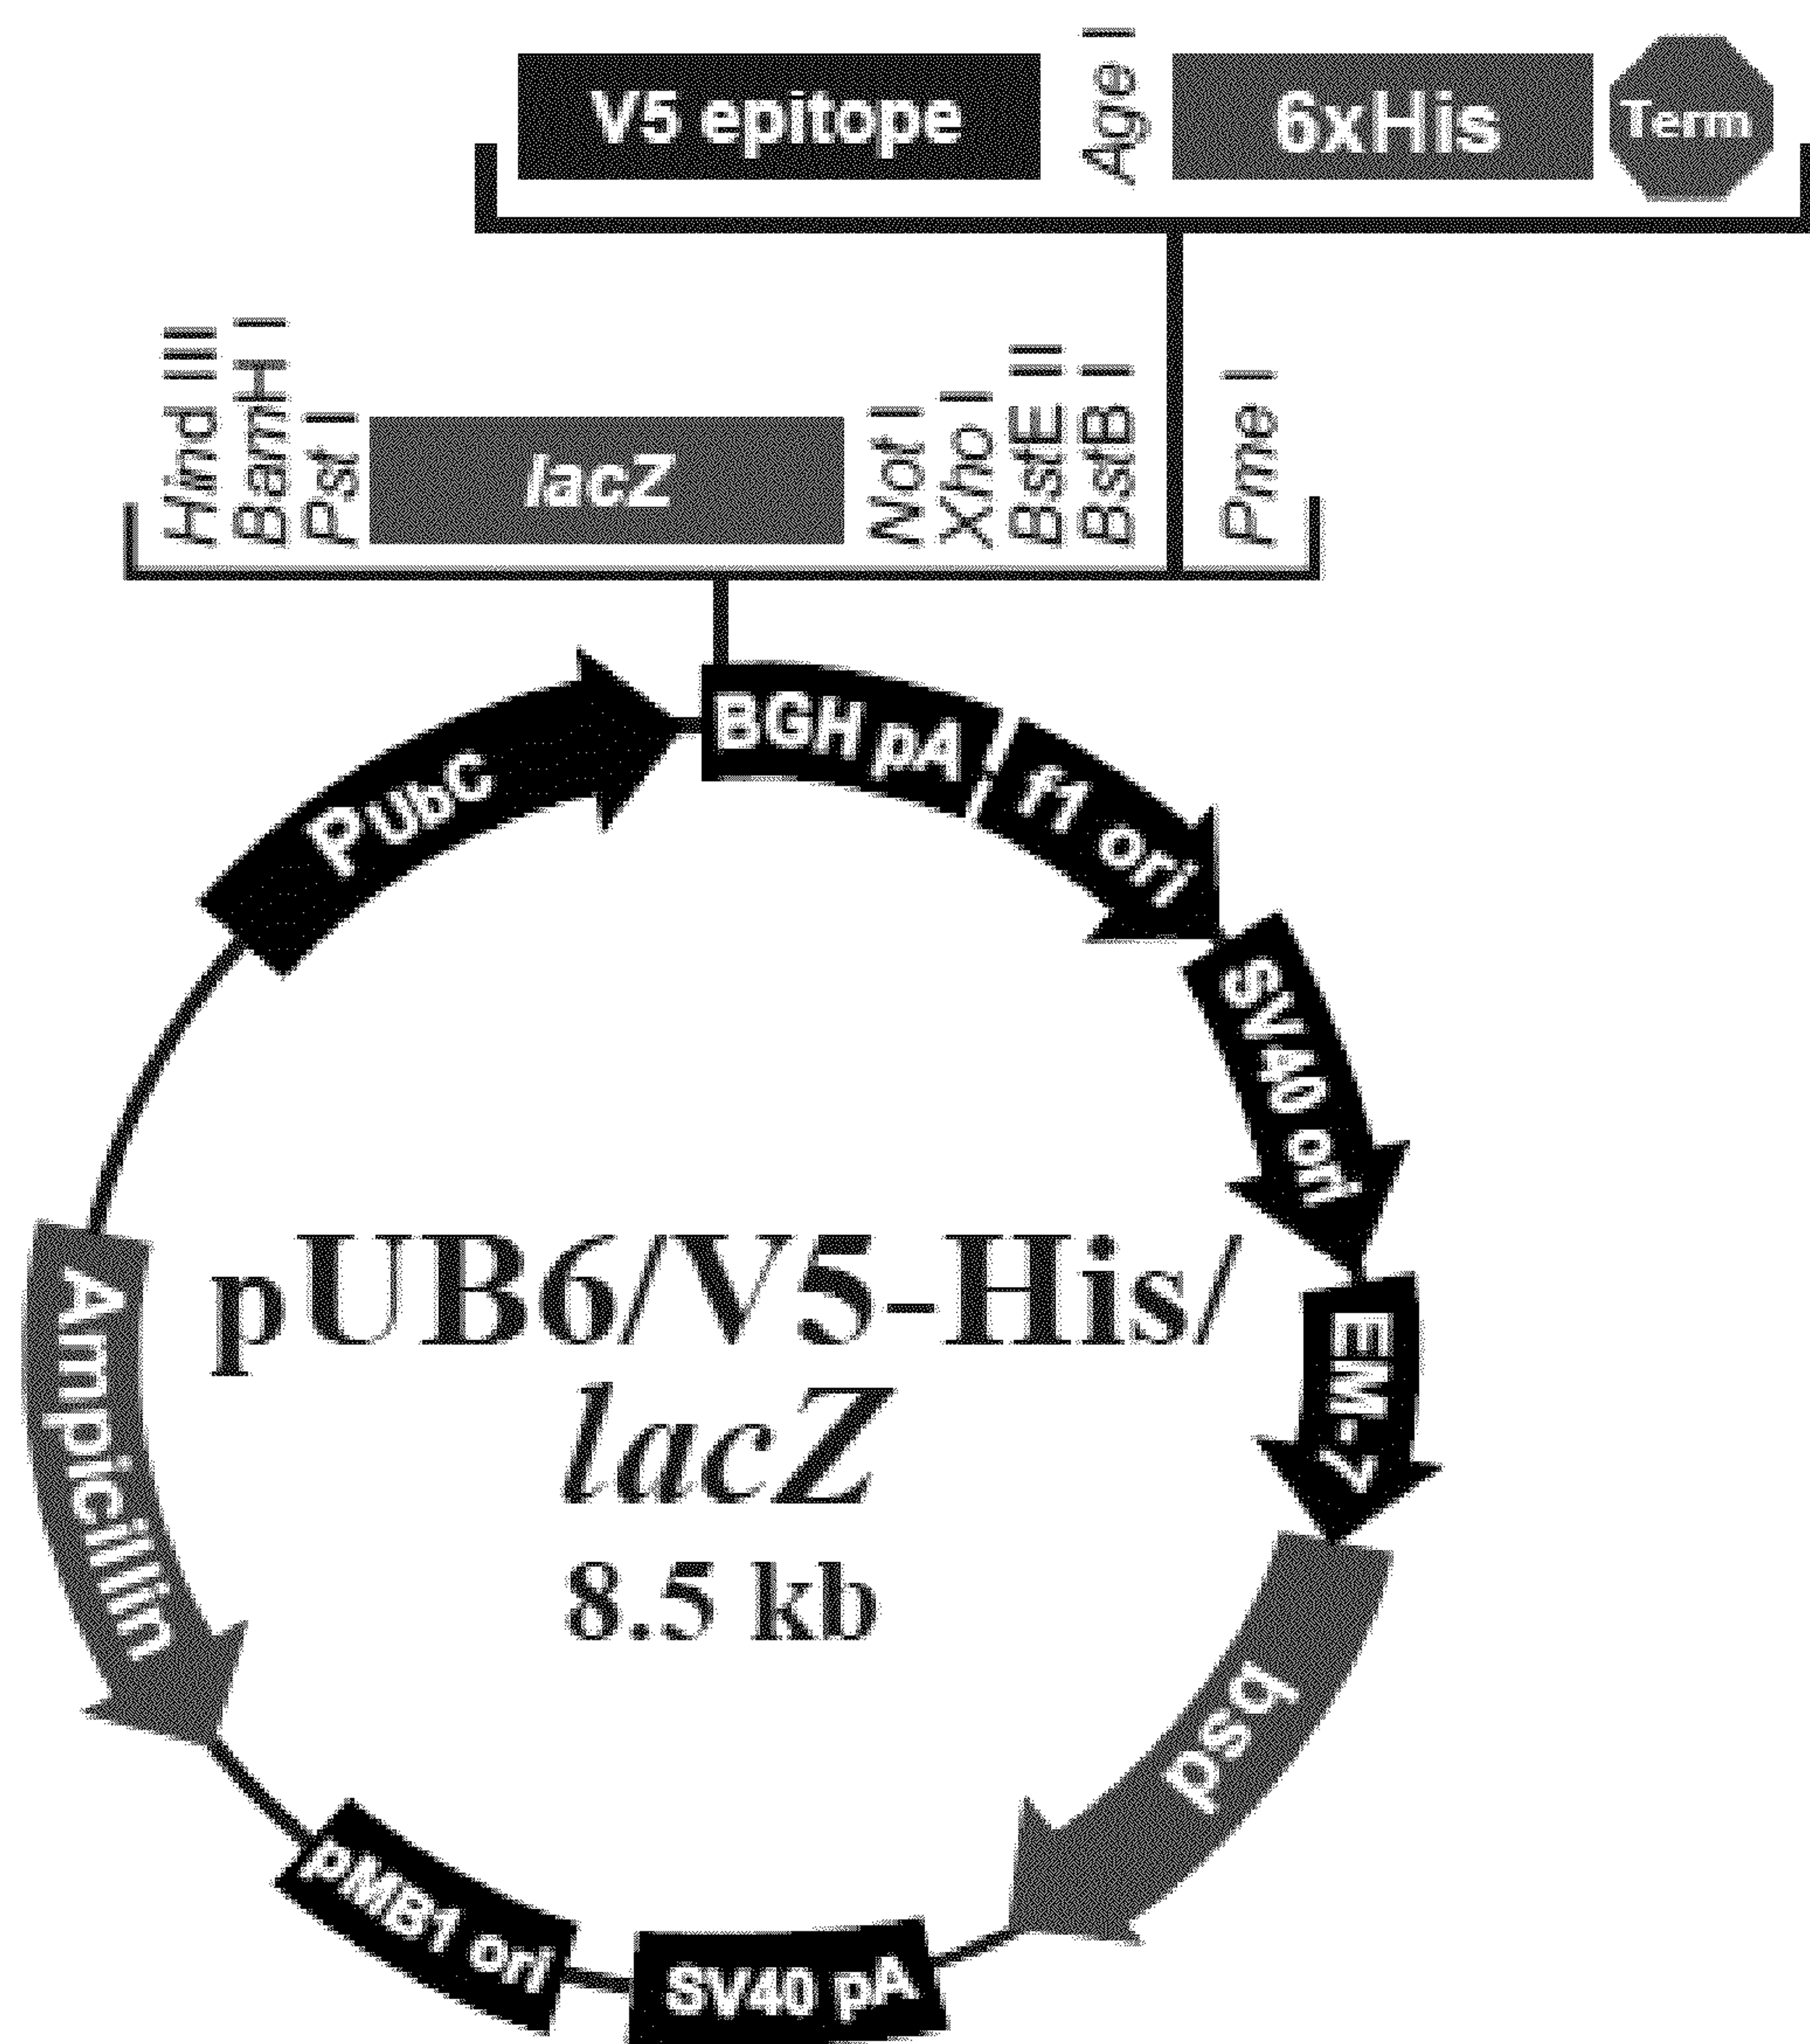 V5 epitope
Age I
6xHis
Term
Hind III
BamH I
Pst I
lacZ
Not I
Xho I
BstE II
BstB I
Pme I
PUbC
BGH pA
f1 ori
SV40 ori
EM-7
bsd
SV40 pA
pMB1 ori
Ampicillin
pUB6/V5-His/
lacZ
8.5 kb